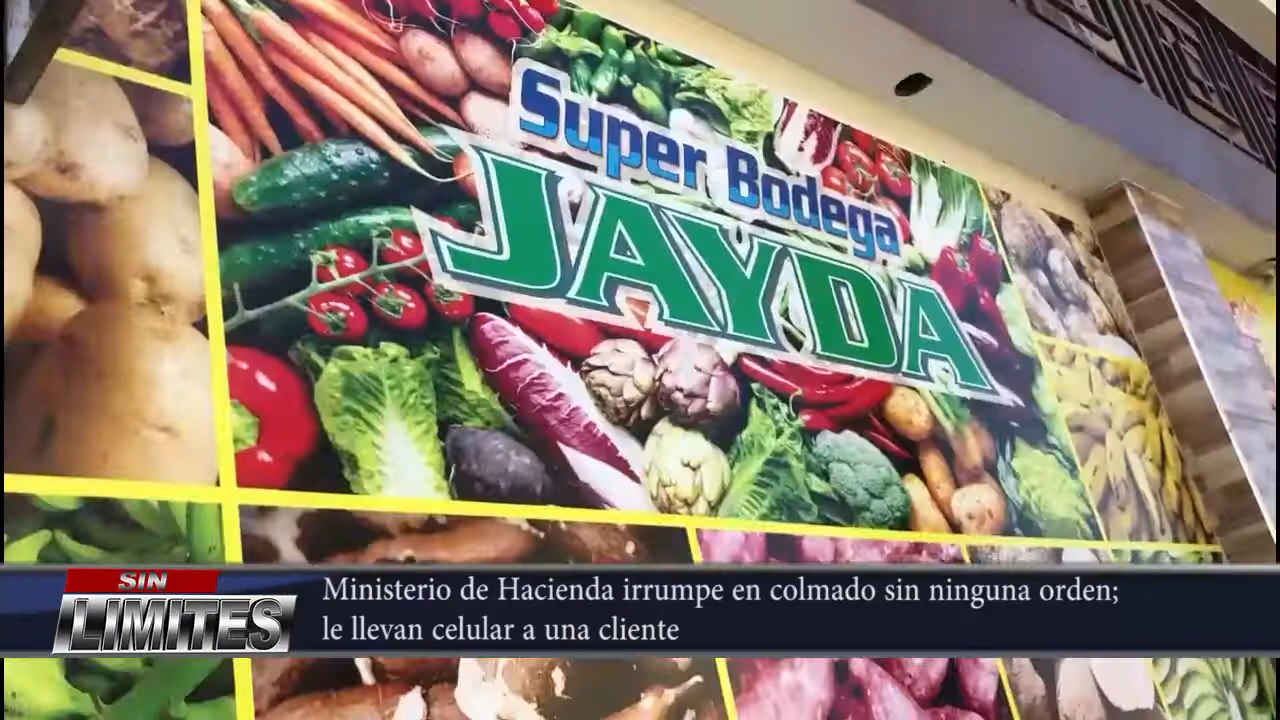 Super Bodega
JAYDA
SIN
LIMITES
Ministerio de Hacienda irrumpe en colmado sin ninguna orden;
le llevan celular a una cliente